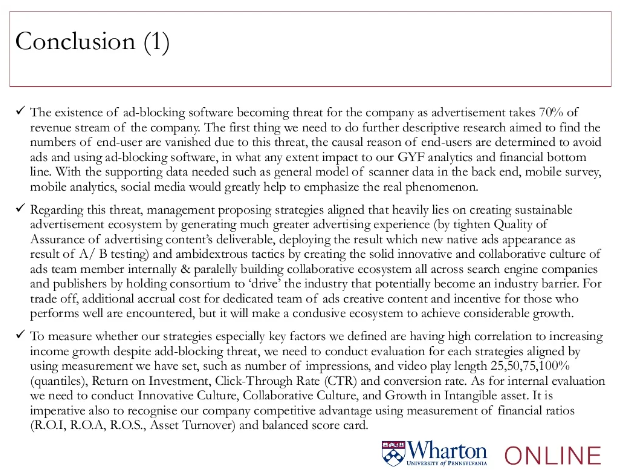 Conclusion (1)
✓ The existence of ad-blocking software becoming threat for the company as advertisement takes 70% of
revenue stream of the company. The first thing we need to do further descriptive research aimed to find the
numbers of end-user are vanished due to this threat, the causal reason of end-users are determined to avoid
ads and using ad-blocking software, in what any extent impact to our GYF analytics and financial bottom
line. With the supporting data needed such as general model of scanner data in the back end, mobile survey,
mobile analytics, social media would greatly help to emphasize the real phenomenon.
✓ Regarding this threat, management proposing strategies aligned that heavily lies on creating sustainable
advertisement ecosystem by generating much greater advertising experience (by tighten Quality of
Assurance of advertising content's deliverable, deploying the result which new native ads appearance as
result of A/ B testing) and ambidextrous tactics by creating the solid innovative and collaborative culture of
ads team member internally & paralelly building collaborative ecosystem all across search engine companies
and publishers by holding consortium to 'drive' the industry that potentially become an industry barrier. For
trade off, additional accrual cost for dedicated team of ads creative content and incentive for those who
performs well are encountered, but it will make a condusive ecosystem to achieve considerable growth.
✓ To measure whether our strategies especially key factors we defined are having high correlation to increasing
income growth despite add-blocking threat, we need to conduct evaluation for each strategies aligned by
using measurement we have set, such as number of impressions, and video play length 25,50,75,100%
(quantiles), Return on Investment, Click-Through Rate (CTR) and conversion rate. As for internal evaluation
we need to conduct Innovative Culture, Collaborative Culture, and Growth in Intangible asset. It is
imperative also to recognise our company competitive advantage using measurement of financial ratios
(R.O.I, R.O.A, R.O.S., Asset Turnover) and balanced score card.
Wharton ONLINE
UNIVERSITY of PENNSYLVANIA